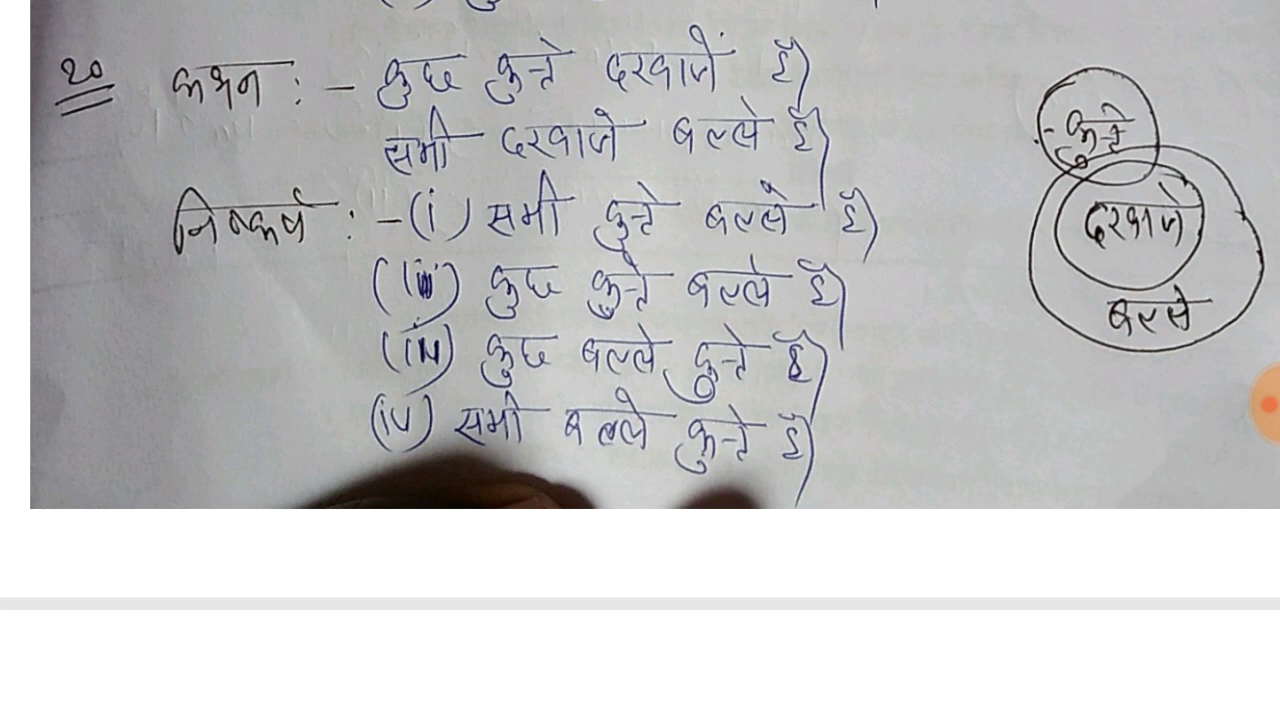 20 कथन :- कुछ कुत्ते दरवाजें हैं।
सभी दरवाजे बल्ले हैं।
निष्कर्ष :- (i) सभी कुत्ते बल्ले हैं।
(ii) कुछ कुत्ते बल्ले हैं।
(iii) कुछ बल्ले कुत्ते हैं।
(iv) सभी बल्ले कुत्ते हैं।
कुत्ते
दरवाजे
बल्ले